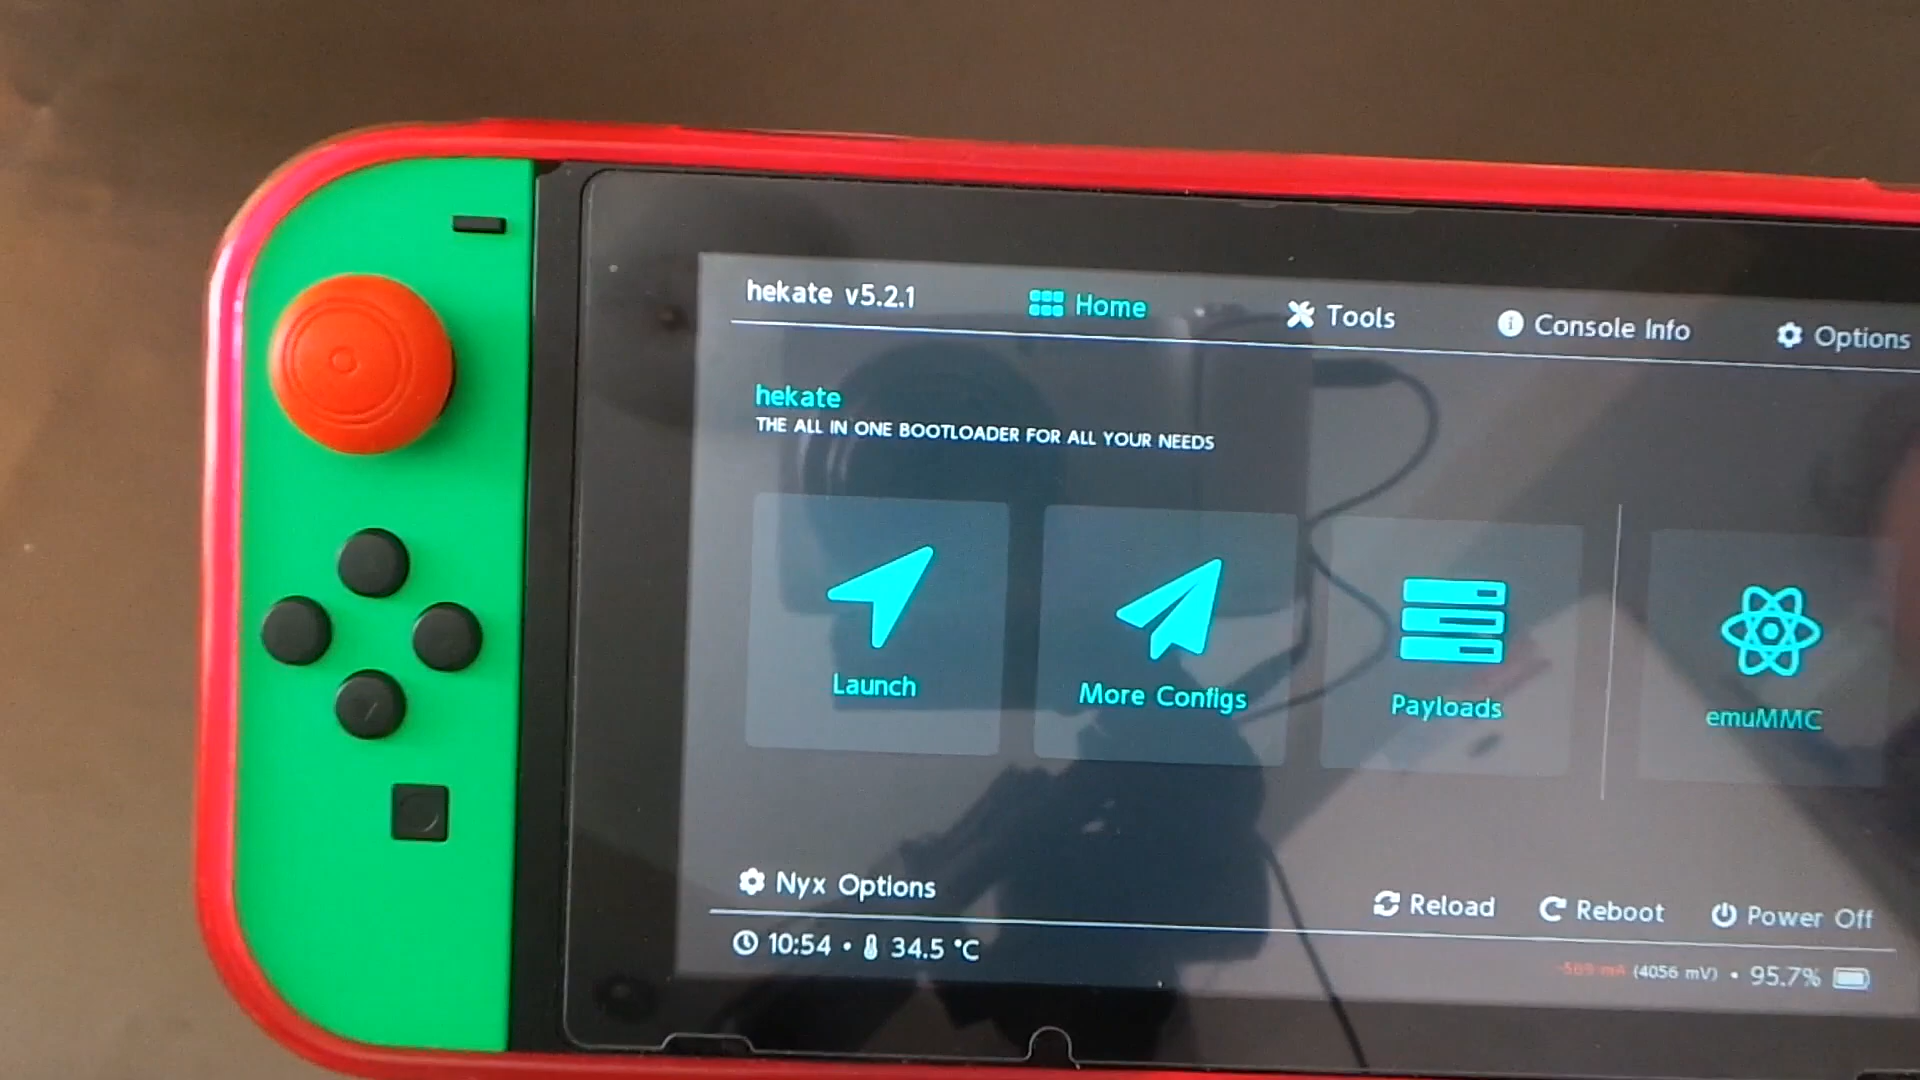 hekate v5.2.1
Home
Tools
Console Info
Options
hekate
THE ALL IN ONE BOOTLOADER FOR ALL YOUR NEEDS
Launch
More Configs
Payloads
emuMMC
Nyx Options
Reload
Reboot
Power Off
10:54 • 34.5 °C
-569 mA (4056 mV) • 95.7%